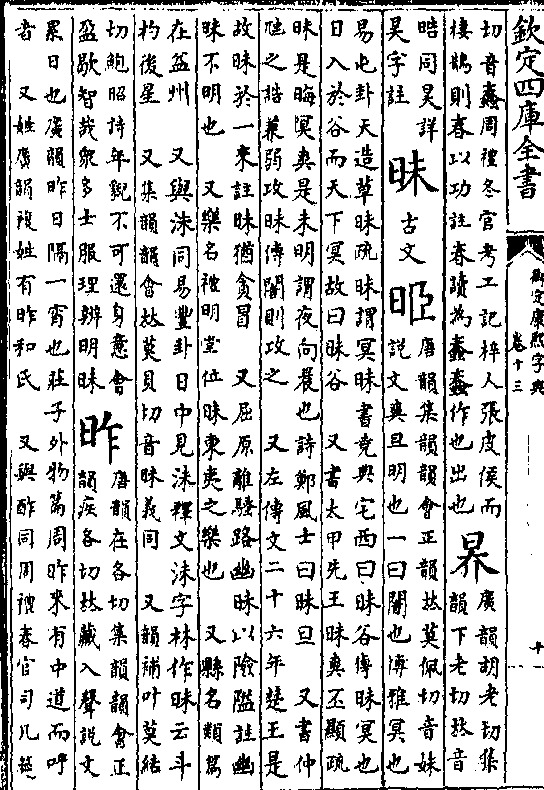 欽定四庫全書
御定康熙字典
卷十三
十
切音蠢周禮冬官考工記梓人張皮侯而
棲鵠則春以功註春讀為蠢蠢作也出也
昦
廣韻胡老切集
韻下老切𠀤音
晧同昊詳
昊字註
昧
古文
𣅌
唐韻集韻韻會正韻𠀤莫佩切音妹
說文爽旦明也一曰闇也博雅冥也
易屯卦天造草昧疏昧謂冥昧書堯典宅西曰昧谷傳昧冥也
日入於谷而天下冥故曰昧谷　又書太甲先王昧爽丕顯疏
昧是晦冥爽是未明謂夜向晨也詩鄭風士曰昧旦　又書仲
虺之誥兼弱攻昧傳闇則攻之　又左傳文二十六年楚王是
故昧於一來註昧猶貪冒　又屈原離騷路幽昧以險隘註幽
昧不明也　又樂名禮明堂位昧東夷之樂也　又縣名類篇
在益州　又與沬同易豐卦日中見沬釋文沬字林作昧云斗
杓後星　又集韻韻會𠀤莫貝切音眛義同　又韻補叶莫結
切鮑照詩年貌不可還身意會
盈歇智哉衆多士服理辨明昧
昨
唐韻在各切集韻韻會正
韻疾各切𠀤藏入聲說文
累日也廣韻昨日隔一宵也莊子外物篇周昨來有中道而呼
者　又姓廣韻複姓有昨和氏　又與酢同周禮春官司几筵